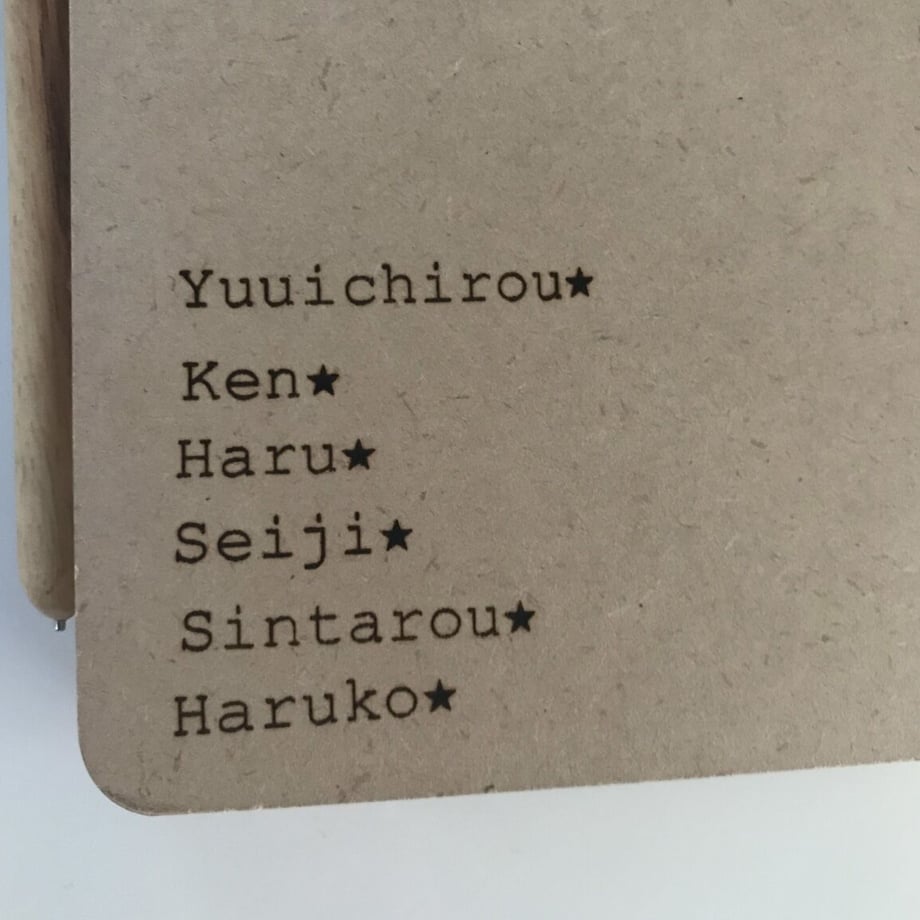 Yuuichirou★
Ken★
Haru★
Seiji★
Sintarou★
Haruko★